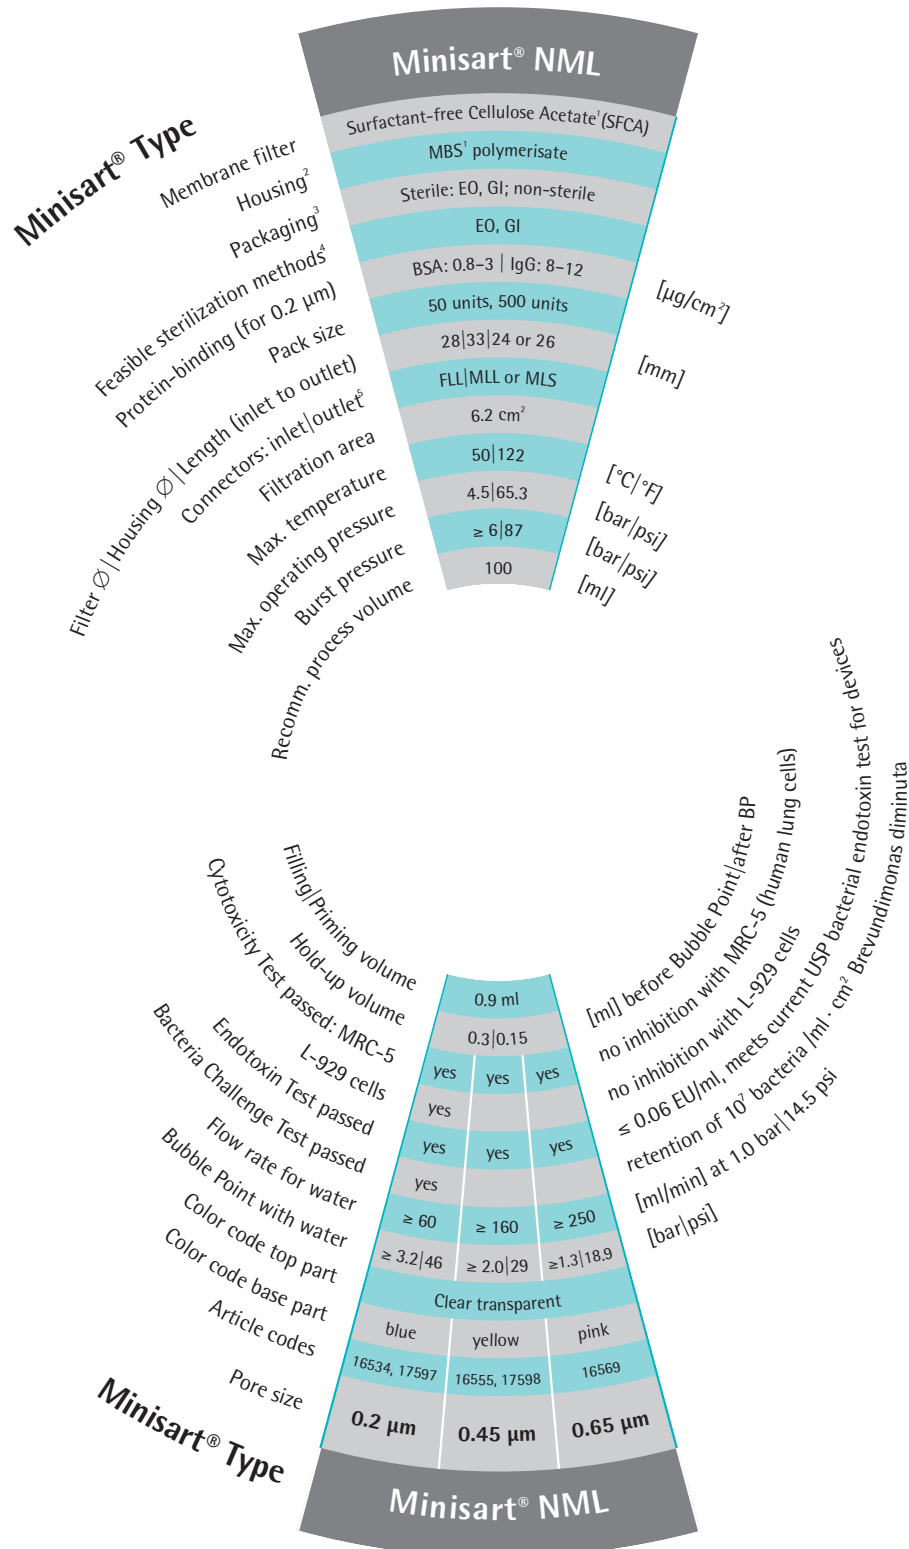 Minisart® NML
Minisart® Type
Membrane filter
Surfactant-free Cellulose Acetate¹ (SFCA)
Housing²
MBS¹ polymerisate
Packaging³
Sterile: EO, GI; non-sterile
Feasible sterilization methods⁴
EO, GI
Protein-binding (for 0.2 µm)
BSA: 0.8–3 | IgG: 8–12
[µg/cm²]
Pack size
50 units, 500 units
Filter Ø|Housing Ø|Length (inlet to outlet)
28|33|24 or 26
[mm]
Connectors: inlet|outlet⁵
FLL|MLL or MLS
Filtration area
6.2 cm²
Max. temperature
50|122
[°C|°F]
Max. operating pressure
4.5|65.3
[bar|psi]
Burst pressure
≥ 6|87
[bar|psi]
Recomm. process volume
100
[ml]
Filling|Priming volume
0.9 ml
Hold-up volume
0.3|0.15
[ml] before Bubble Point|after BP
Cytotoxicity Test passed: MRC-5
yes yes yes
no inhibition with MRC-5 (human lung cells)
L-929 cells
yes
no inhibition with L-929 cells
Endotoxin Test passed
yes yes yes
≤ 0.06 EU/ml, meets current USP bacterial endotoxin test for devices
Bacteria Challenge Test passed
yes
retention of 10⁷ bacteria /ml · cm² Brevundimonas diminuta
Flow rate for water
≥ 60 ≥ 160 ≥ 250
[ml/min] at 1.0 bar|14.5 psi
Bubble Point with water
≥ 3.2|46 ≥ 2.0|29 ≥1.3|18.9
[bar|psi]
Color code top part
Clear transparent
Color code base part
blue yellow pink
Article codes
16534, 17597 16555, 17598 16569
Pore size
0.2 µm 0.45 µm 0.65 µm
Minisart® Type
Minisart® NML